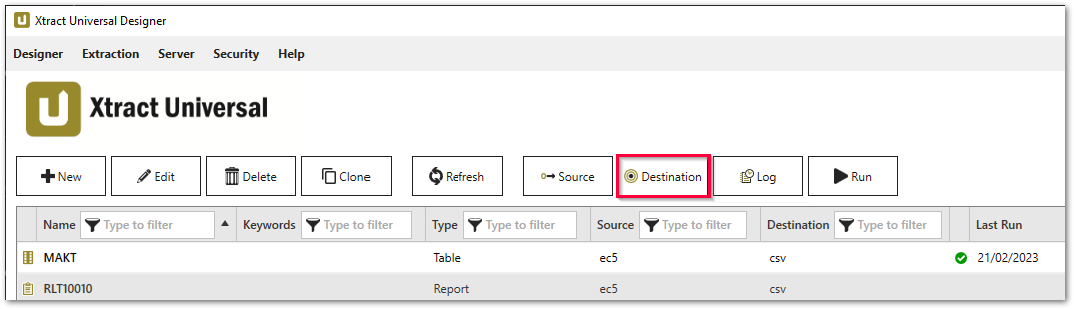 Xtract Universal Designer
Designer Extraction Server Security Help
Xtract Universal
New Edit Delete Clone Refresh Source Destination Log Run
Name Type to filter Keywords Type to filter Type Type to filter Source Type to filter Destination Type to filter Last Run
MAKT Table ec5 csv 21/02/2023
RLT10010 Report ec5 csv